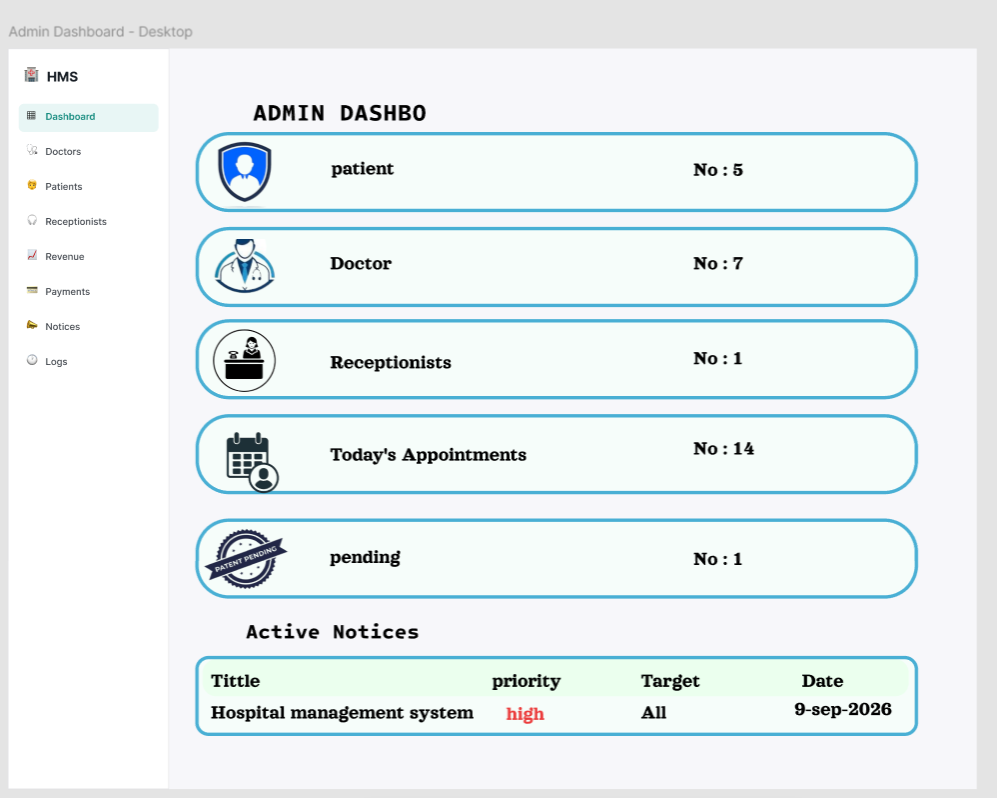 Admin Dashboard - Desktop
HMS
Dashboard
Doctors
Patients
Receptionists
Revenue
Payments
Notices
Logs
ADMIN DASHBO
patient No : 5
Doctor No : 7
Receptionists No : 1
Today's Appointments No : 14
PATENT PENDING
pending No : 1
Active Notices
Tittle priority Target Date
Hospital management system high All 9-sep-2026